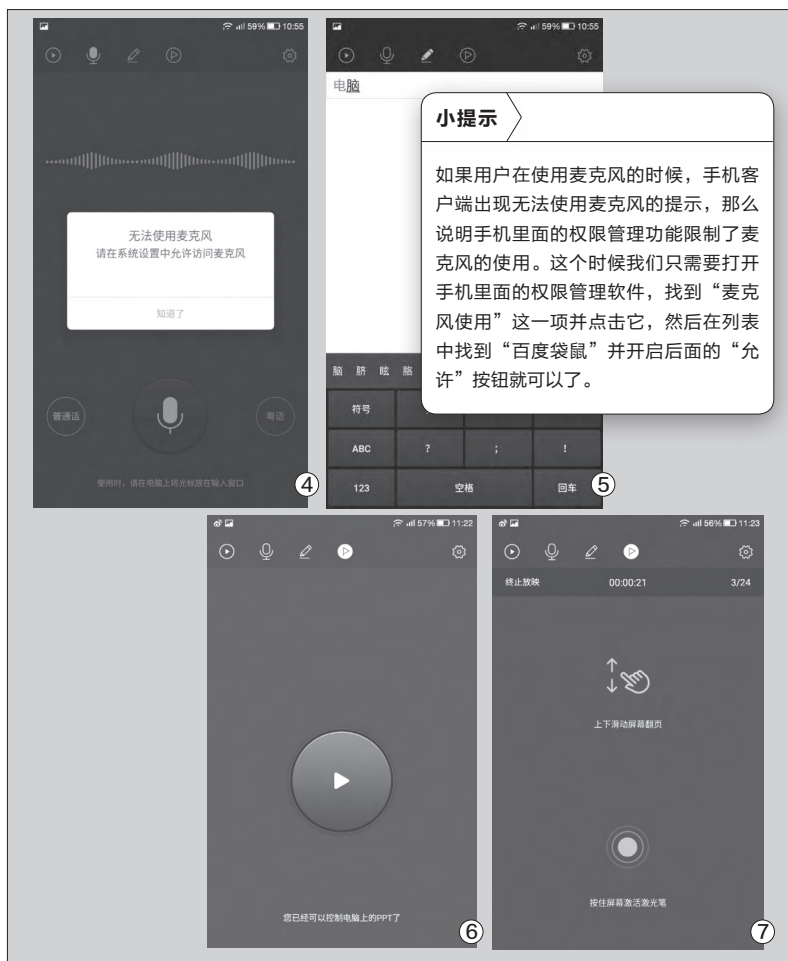 59% 10:55
无法使用麦克风
请在系统设置中允许访问麦克风
知道了
普通话
粤语
使用时，请在电脑上将光标放在输入窗口
④
59% 10:55
电脑
脑 脐 眩 胳
符号
ABC ? ; !
123 空格 回车
⑤
小提示
如果用户在使用麦克风的时候，手机客
户端出现无法使用麦克风的提示，那么
说明手机里面的权限管理功能限制了麦
克风的使用。这个时候我们只需要打开
手机里面的权限管理软件，找到“麦克
风使用”这一项并点击它，然后在列表
中找到“百度袋鼠”并开启后面的“允
许”按钮就可以了。
57% 11:22
您已经可以控制电脑上的PPT了
⑥
56% 11:23
终止放映 00:00:21 3/24
上下滑动屏幕翻页
按住屏幕激活激光笔
⑦